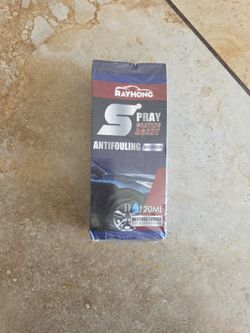 RAYHONG
SPRAY
COATING
AGENT
ANTIFOULING
120ML